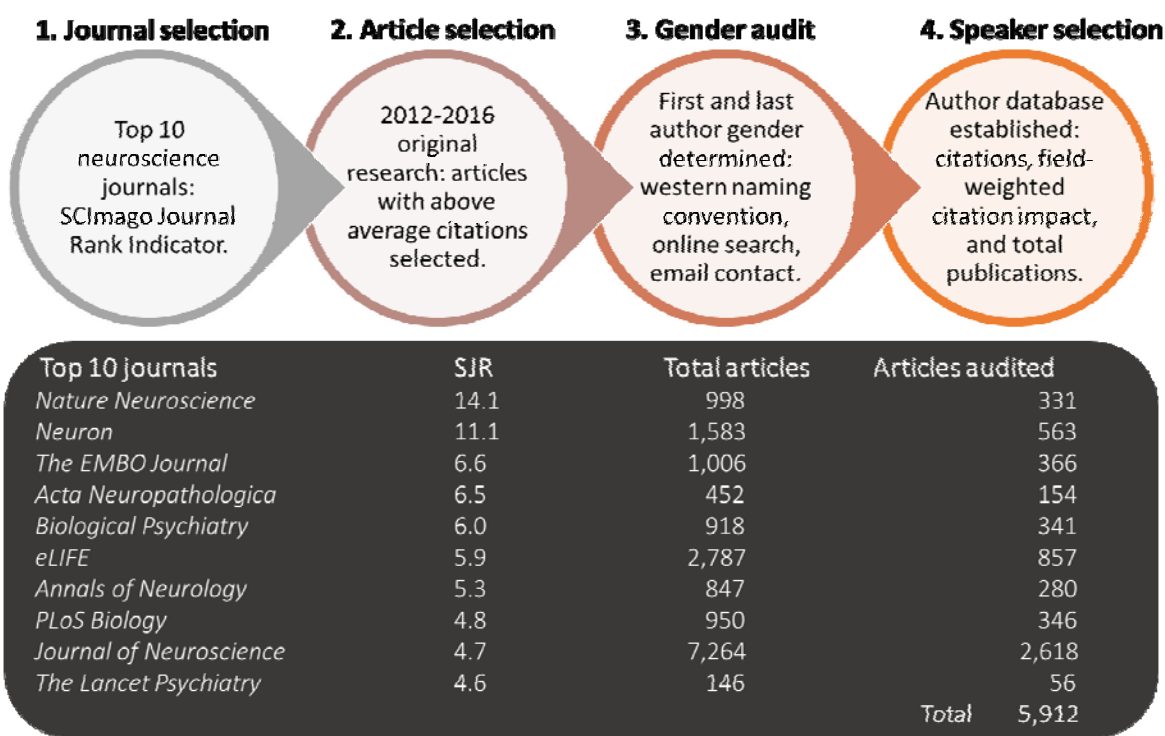 1. Journal selection
2. Article selection
3. Gender audit
4. Speaker selection
Top 10
neuroscience
journals:
SCImago Journal
Rank Indicator.
2012-2016
original
research: articles
with above
average citations
selected.
First and last
author gender
determined:
western naming
convention,
online search,
email contact.
Author database
established:
citations, field-
weighted
citation impact,
and total
publications.
Top 10 journals SJR Total articles Articles audited
Nature Neuroscience 14.1 998 331
Neuron 11.1 1,583 563
The EMBO Journal 6.6 1,006 366
Acta Neuropathologica 6.5 452 154
Biological Psychiatry 6.0 918 341
eLIFE 5.9 2,787 857
Annals of Neurology 5.3 847 280
PLoS Biology 4.8 950 346
Journal of Neuroscience 4.7 7,264 2,618
The Lancet Psychiatry 4.6 146 56
Total 5,912